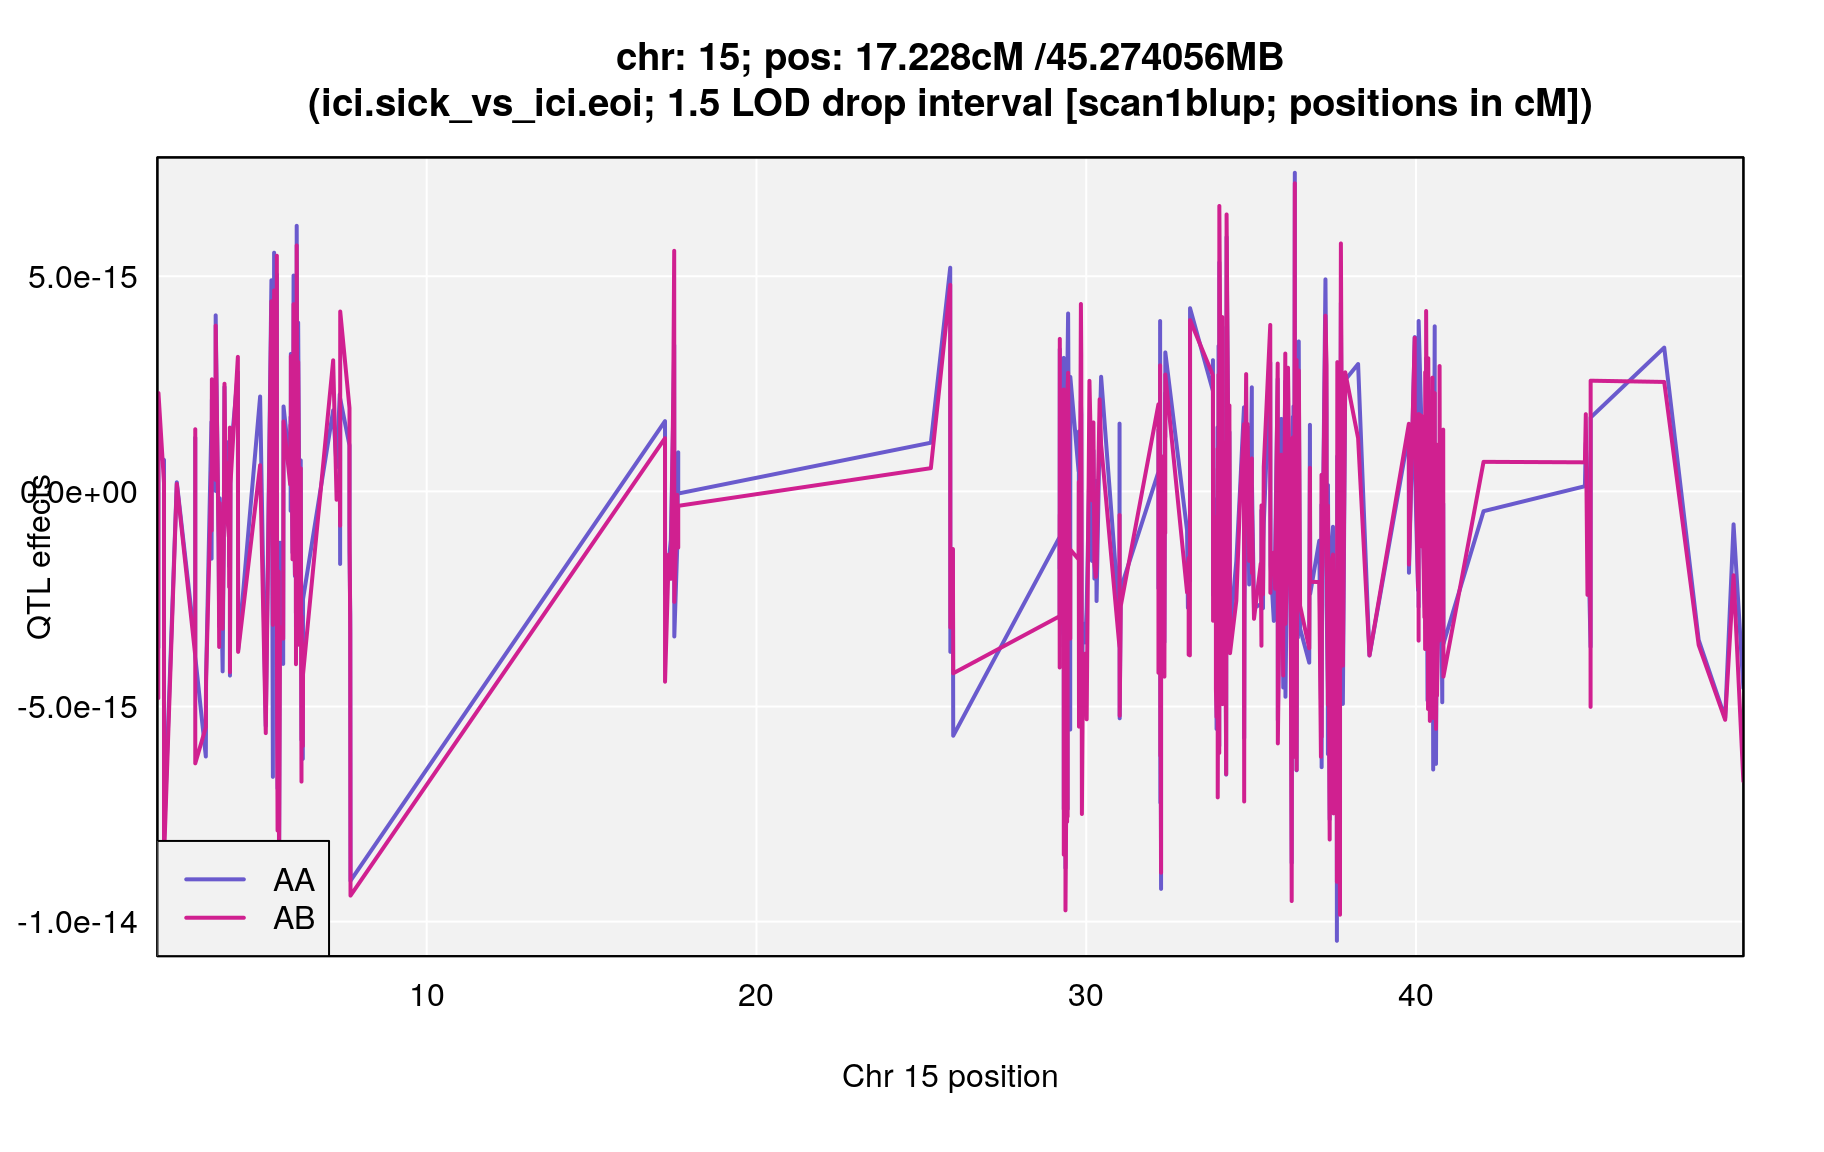 chr: 15; pos: 17.228cM /45.274056MB
(ici.sick_vs_ici.eoi; 1.5 LOD drop interval [scan1blup; positions in cM])
5.0e-15
0.0e+00
-5.0e-15
-1.0e-14
QTL effects
AA
AB
10 20 30 40
Chr 15 position